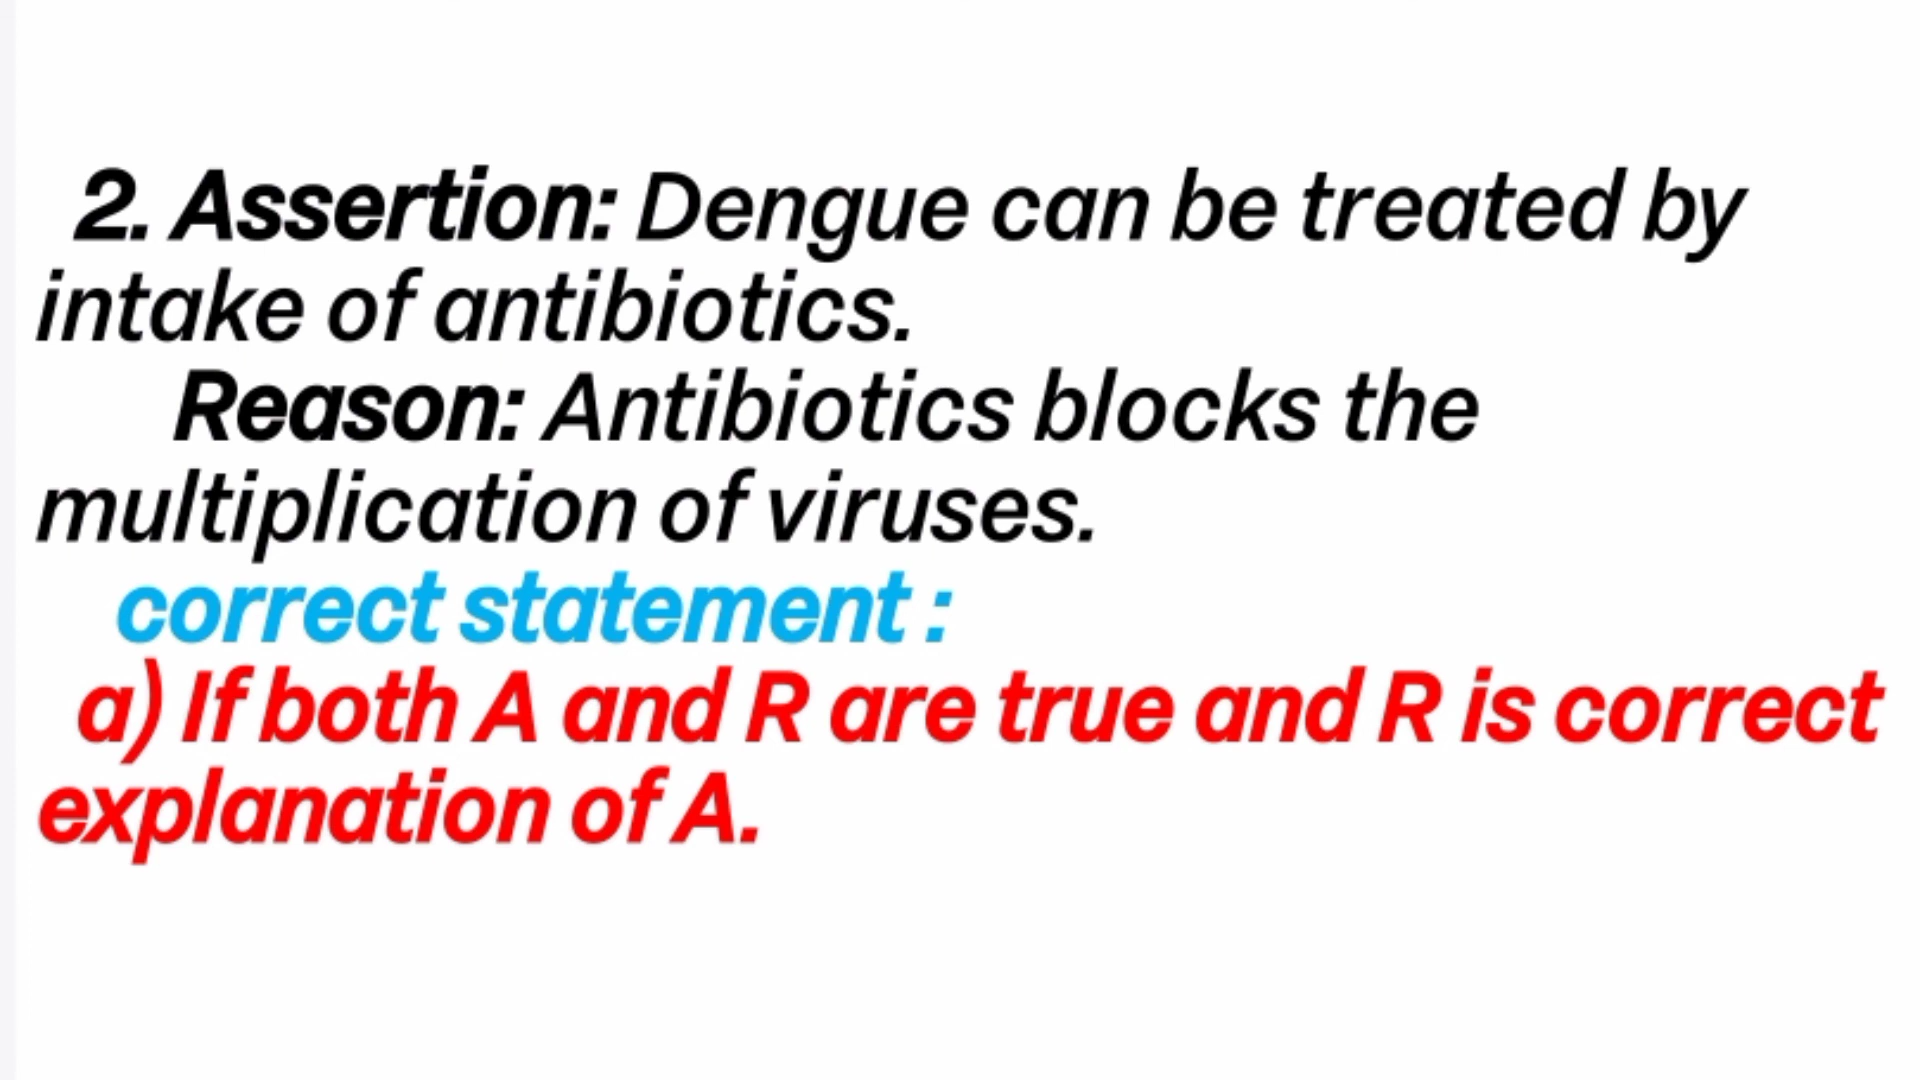 2. Assertion: Dengue can be treated by
intake of antibiotics.
Reason: Antibiotics blocks the
multiplication of viruses.
correct statement :
a) If both A and R are true and R is correct
explanation of A.